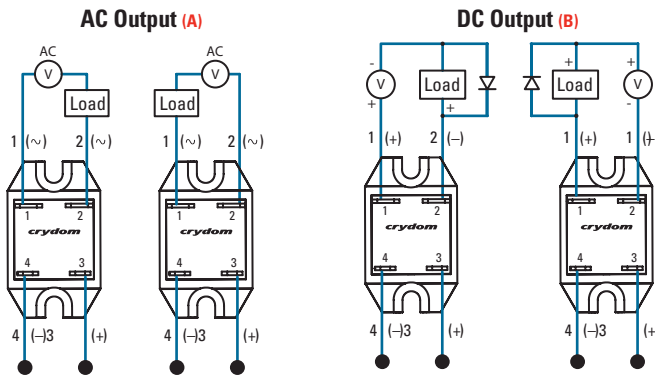 AC Output (A)
DC Output (B)
AC
V
Load
AC
V
Load
-
V
+
Load
+
+
Load
+
V
-
1 (~) 2 (~)
1 (~) 2 (~)
1 (+) 2 (–)
1 (+) 1 (+
1 2
crydom
4 3
1 2
crydom
4 3
1 2
crydom
4 3
1 2
crydom
4 3
4 (–)3 (+)
4 (–)3 (+)
4 (–)3 (+)
4 (–)3 (+